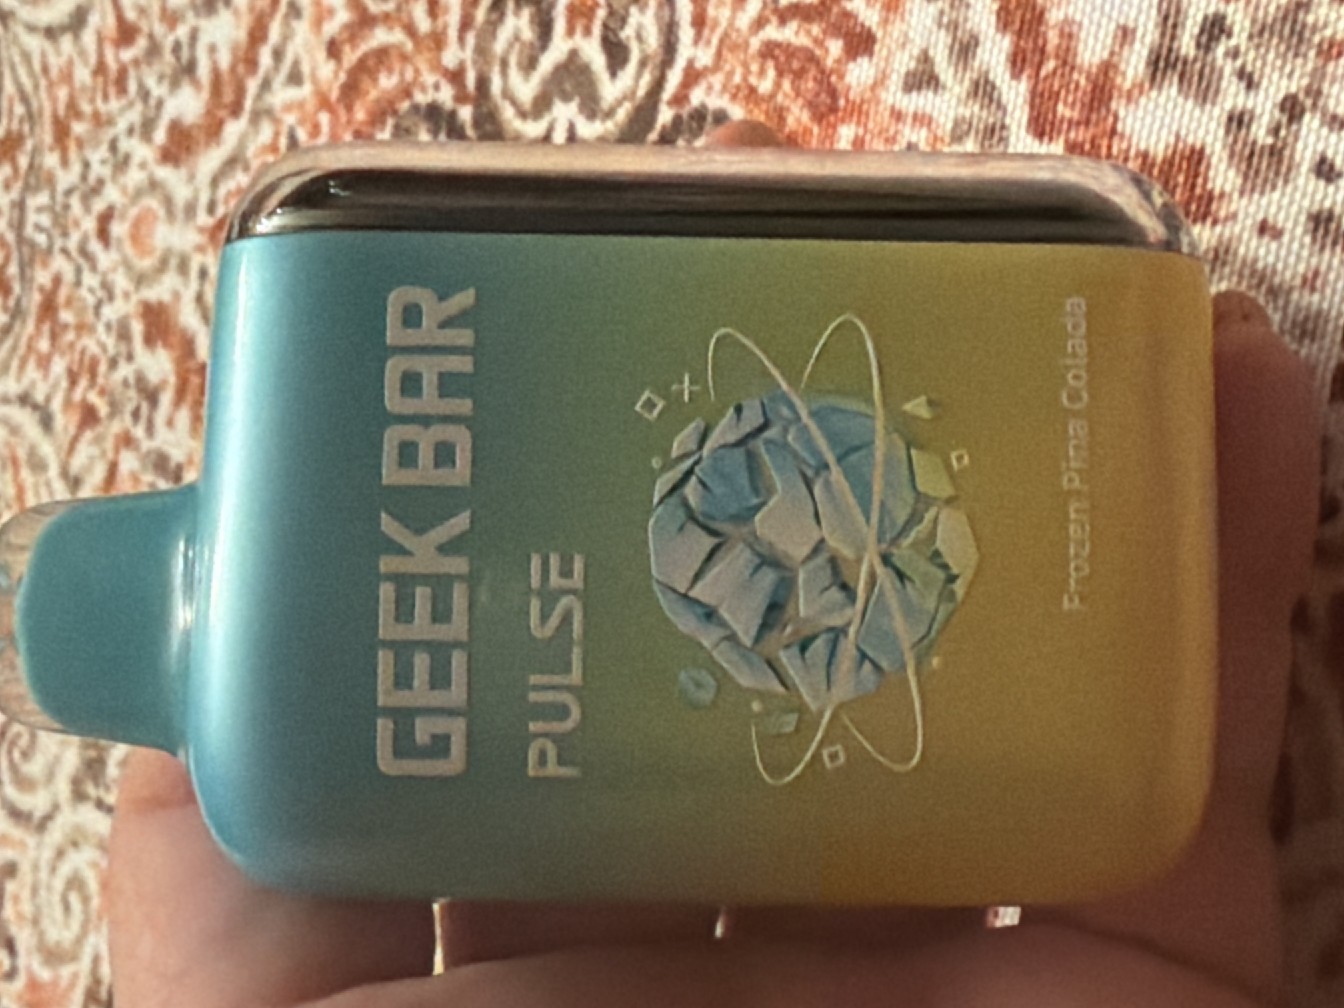 GEEK BAR
PULSE
Frozen Pina Colada